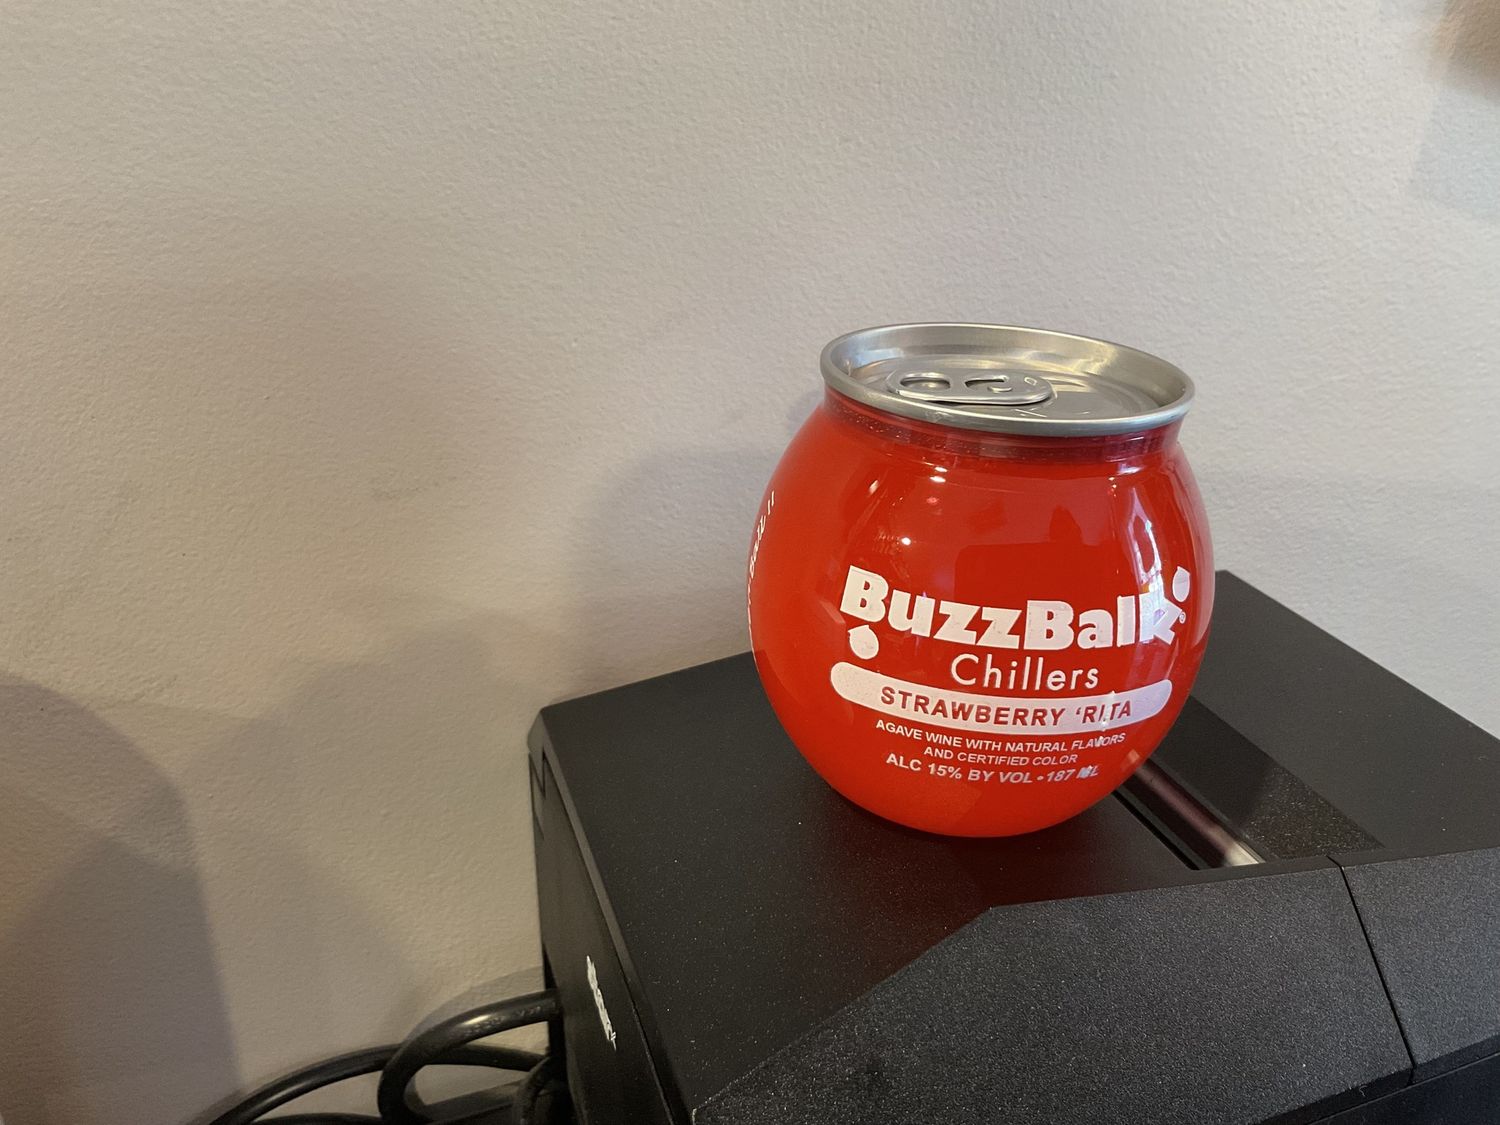 BuzzBallz®
Chillers
STRAWBERRY 'RITA
AGAVE WINE WITH NATURAL FLAVORS
AND CERTIFIED COLOR
ALC 15% BY VOL • 187 ML